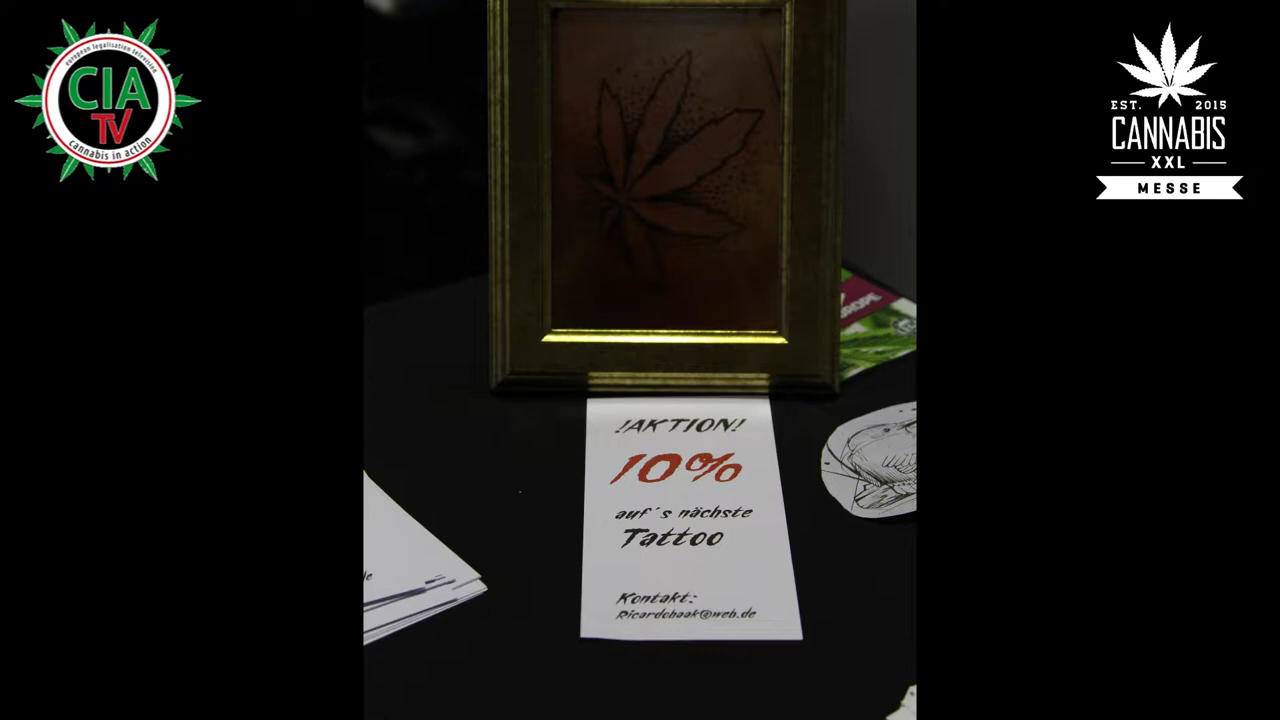 european legalisation television
CIA
TV
cannabis in action
EST. 2015
CANNABIS
XXL
MESSE
!AKTION!
10%
auf´s nächste
Tattoo
Kontakt:
Ricardchaak@web.de